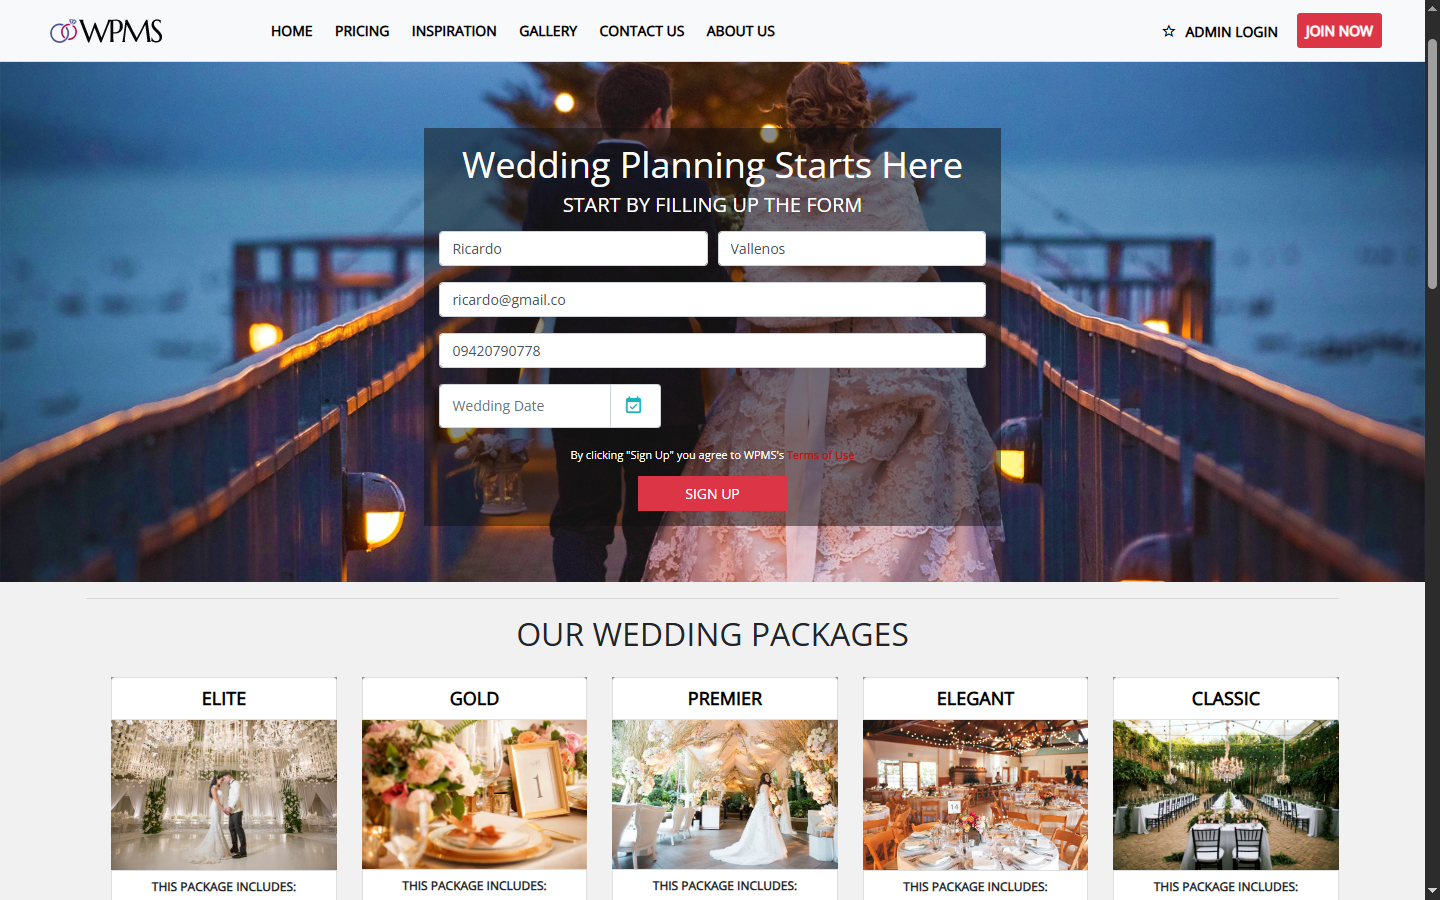 WPMS
HOME PRICING INSPIRATION GALLERY CONTACT US ABOUT US
ADMIN LOGIN JOIN NOW
Wedding Planning Starts Here
START BY FILLING UP THE FORM
Ricardo Vallenos
ricardo@gmail.co
09420790778
Wedding Date
By clicking "Sign Up" you agree to WPMS's Terms of Use
SIGN UP
OUR WEDDING PACKAGES
ELITE GOLD PREMIER ELEGANT CLASSIC
1
14
THIS PACKAGE INCLUDES: THIS PACKAGE INCLUDES: THIS PACKAGE INCLUDES: THIS PACKAGE INCLUDES: THIS PACKAGE INCLUDES: